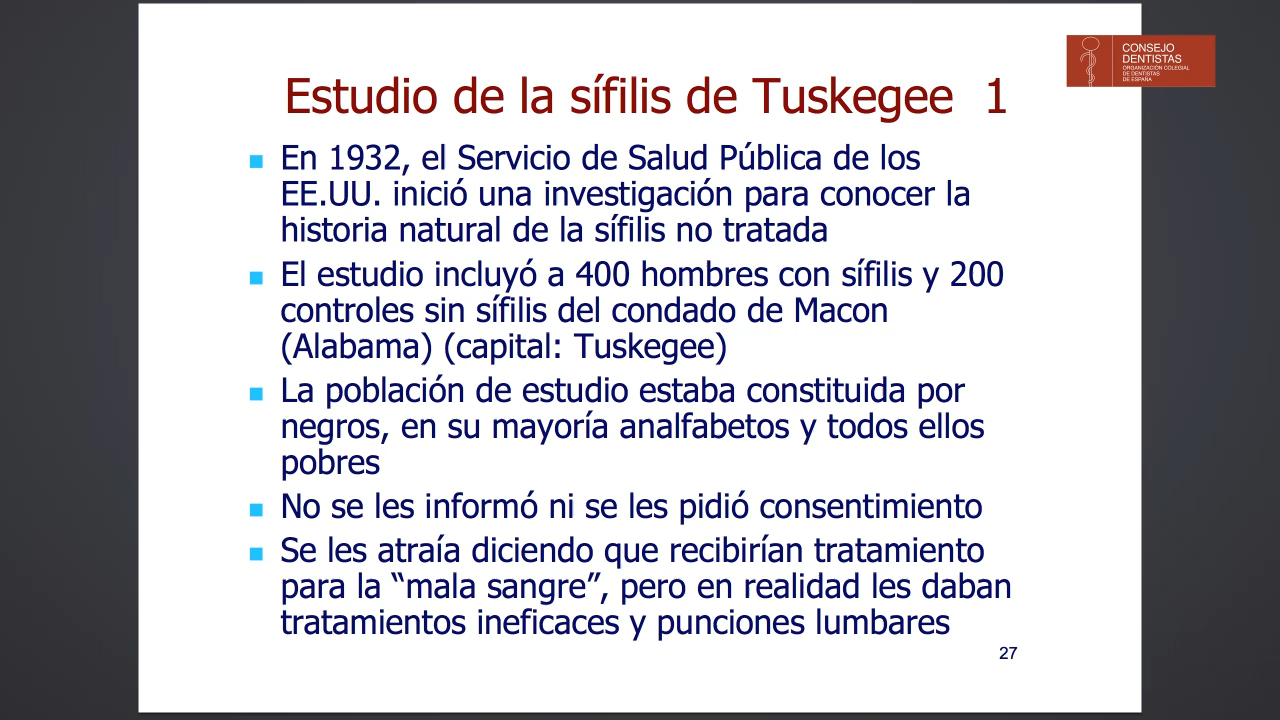 CONSEJO
DENTISTAS
ORGANIZACIÓN COLEGIAL
DE DENTISTAS
DE ESPAÑA
Estudio de la sífilis de Tuskegee 1
En 1932, el Servicio de Salud Pública de los
EE.UU. inició una investigación para conocer la
historia natural de la sífilis no tratada
El estudio incluyó a 400 hombres con sífilis y 200
controles sin sífilis del condado de Macon
(Alabama) (capital: Tuskegee)
La población de estudio estaba constituida por
negros, en su mayoría analfabetos y todos ellos
pobres
No se les informó ni se les pidió consentimiento
Se les atraía diciendo que recibirían tratamiento
para la “mala sangre”, pero en realidad les daban
tratamientos ineficaces y punciones lumbares
27